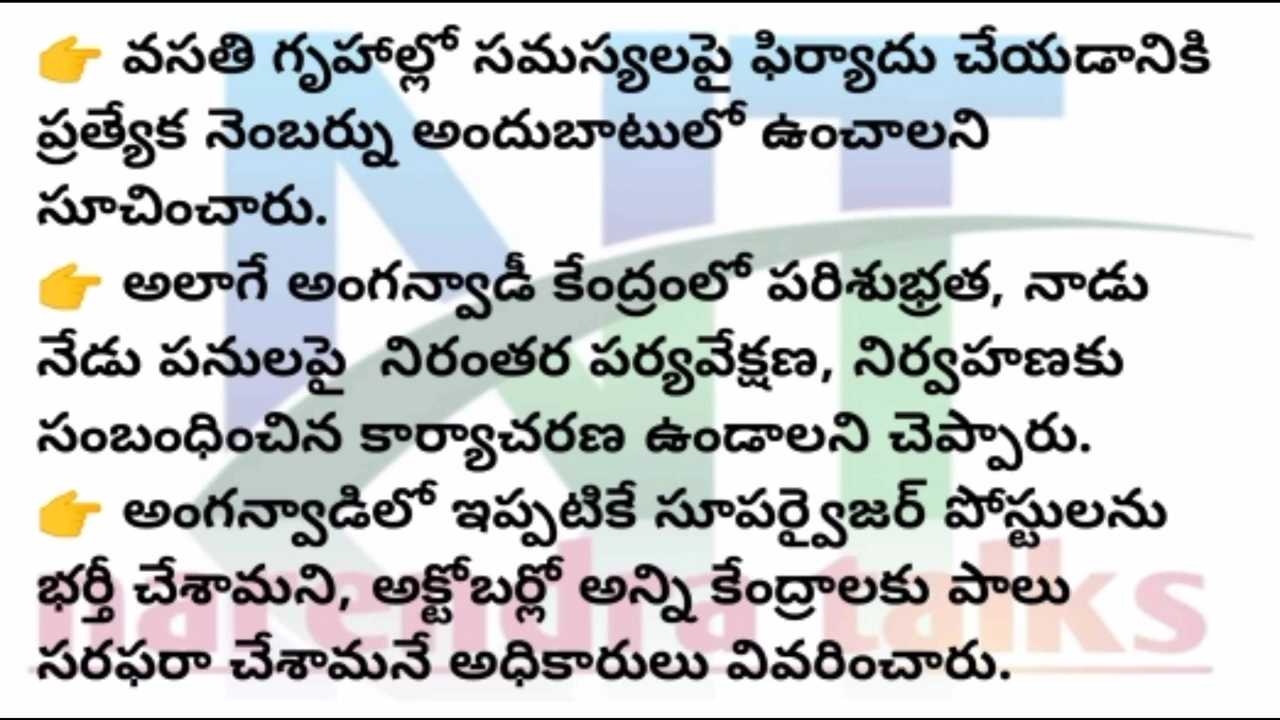 👉 వసతి గృహాల్లో సమస్యలపై ఫిర్యాదు చేయడానికి
ప్రత్యేక నెంబర్ను అందుబాటులో ఉంచాలని
సూచించారు.
👉 అలాగే అంగన్వాడీ కేంద్రంలో పరిశుభ్రత, నాడు
నేడు పనులపై నిరంతర పర్యవేక్షణ, నిర్వహణకు
సంబంధించిన కార్యాచరణ ఉండాలని చెప్పారు.
👉 అంగన్వాడిలో ఇప్పటికే సూపర్వైజర్ పోస్టులను
భర్తీ చేశామని, అక్టోబర్లో అన్ని కేంద్రాలకు పాలు
సరఫరా చేశామనే అధికారులు వివరించారు.
NT
narendra talks